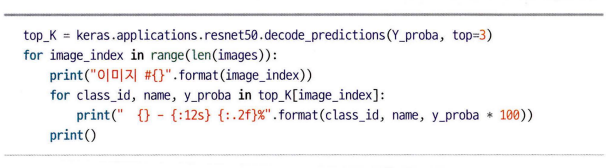 top_K = keras.applications.resnet50.decode_predictions(Y_proba, top=3)
for image_index in range(len(images)):
    print("이미지 #{}".format(image_index))
    for class_id, name, y_proba in top_K[image_index]:
        print("  {} - {:12s} {:.2f}%".format(class_id, name, y_proba * 100))
    print()